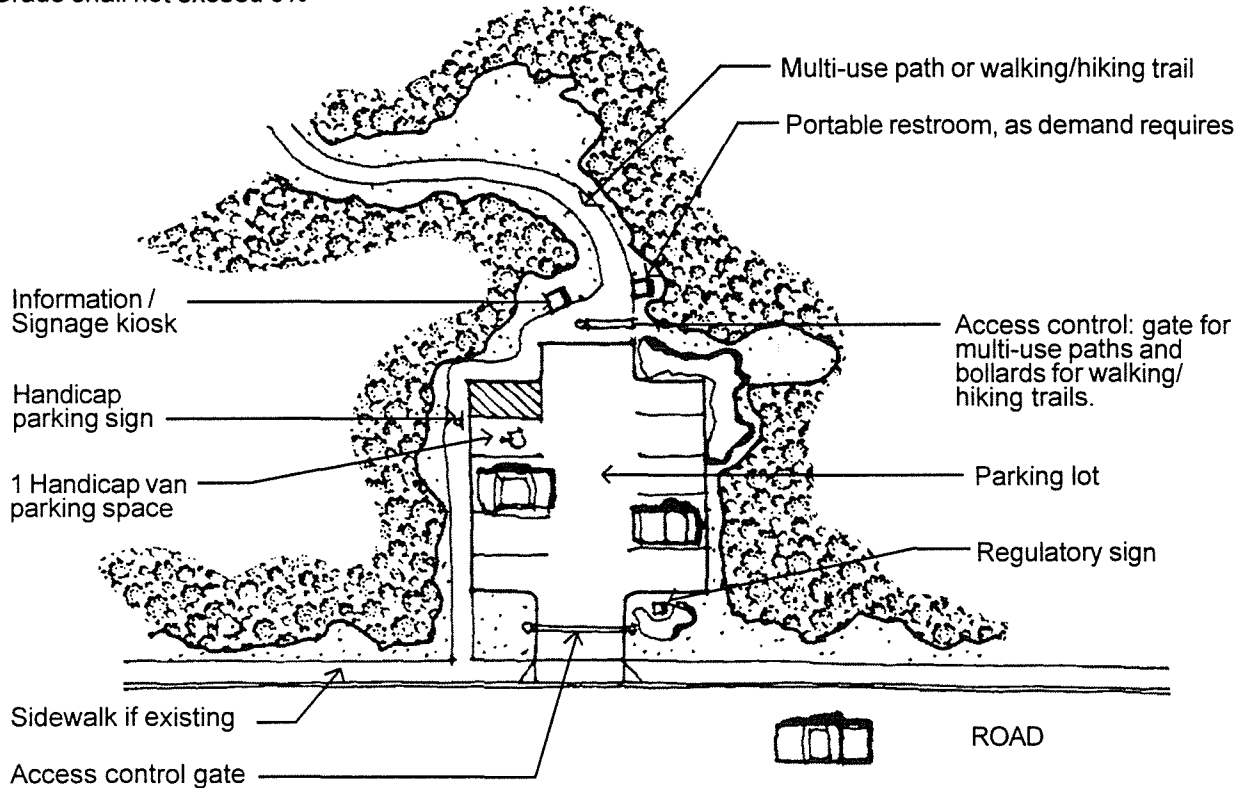 Multi-use path or walking/hiking trail
Portable restroom, as demand requires
Information /
Signage kiosk
Access control: gate for
multi-use paths and
bollards for walking/
hiking trails.
Handicap
parking sign
1 Handicap van
parking space
Parking lot
Regulatory sign
Sidewalk if existing
ROAD
Access control gate